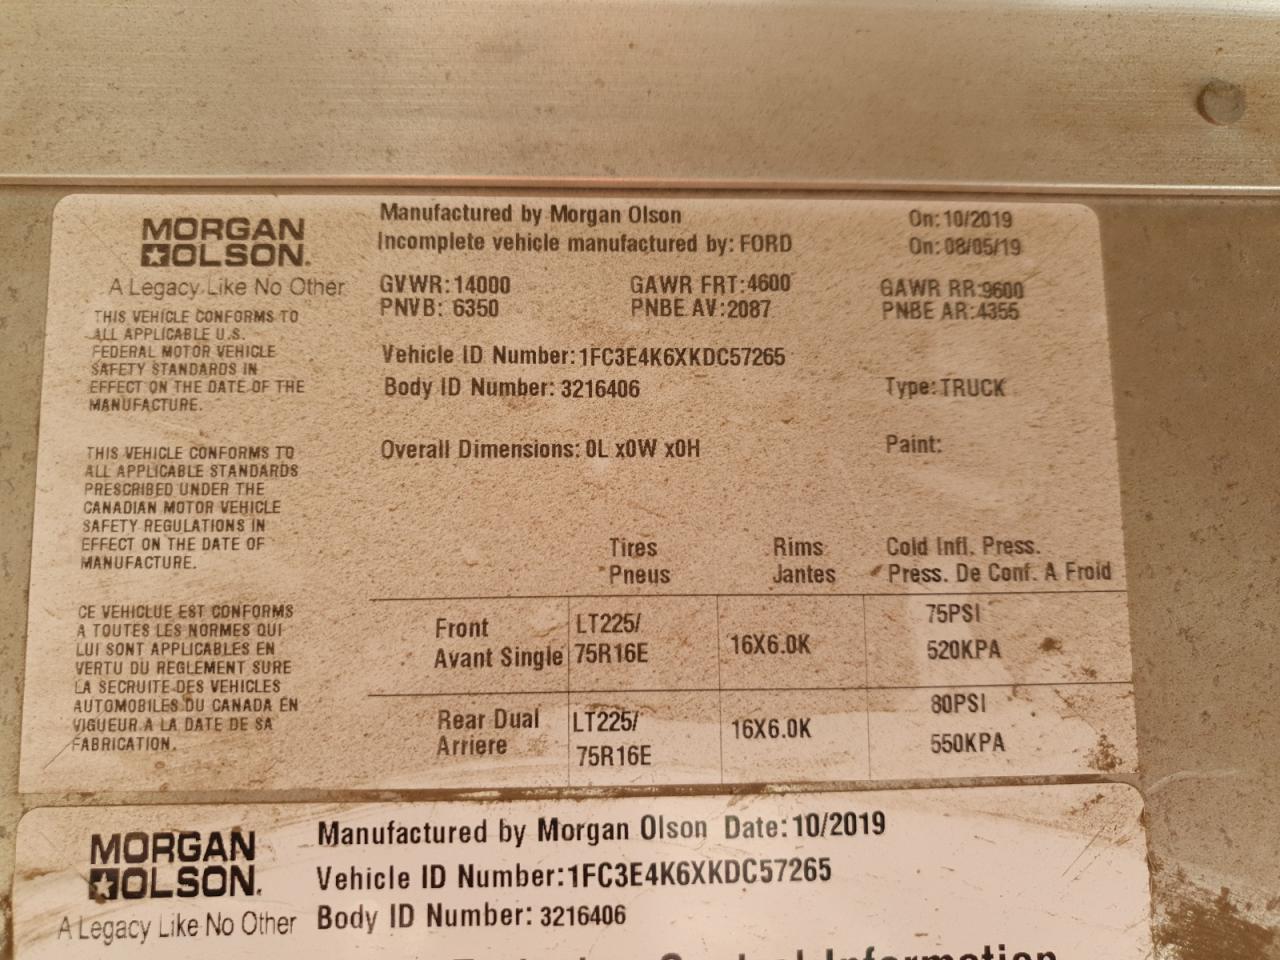 MORGAN OLSON.
A Legacy Like No Other
THIS VEHICLE CONFORMS TO
ALL APPLICABLE U.S.
FEDERAL MOTOR VEHICLE
SAFETY STANDARDS IN
EFFECT ON THE DATE OF THE
MANUFACTURE.
THIS VEHICLE CONFORMS TO
ALL APPLICABLE STANDARDS
PRESCRIBED UNDER THE
CANADIAN MOTOR VEHICLE
SAFETY REGULATIONS IN
EFFECT ON THE DATE OF
MANUFACTURE.
CE VEHICLUE EST CONFORMS
A TOUTES LES NORMES QUI
LUI SONT APPLICABLES EN
VERTU DU REGLEMENT SURE
LA SECRUITE DES VEHICLES
AUTOMOBILES DU CANADA EN
VIGUEUR A LA DATE DE SA
FABRICATION.
Manufactured by Morgan Olson On: 10/2019
Incomplete vehicle manufactured by: FORD On: 08/05/19
GVWR: 14000 GAWR FRT: 4600 GAWR RR: 9600
PNVB: 6350 PNBE AV: 2087 PNBE AR: 4355
Vehicle ID Number: 1FC3E4K6XKDC57265
Body ID Number: 3216406 Type: TRUCK
Overall Dimensions: 0L x0W x0H Paint:
Tires Rims Cold Infl. Press.
Pneus Jantes Press. De Conf. A Froid
Front LT225/ 16X6.0K 75PSI
Avant Single 75R16E 520KPA
Rear Dual LT225/ 16X6.0K 80PSI
Arriere 75R16E 550KPA
MORGAN OLSON.
A Legacy Like No Other
Manufactured by Morgan Olson Date: 10/2019
Vehicle ID Number: 1FC3E4K6XKDC57265
Body ID Number: 3216406
Control Information